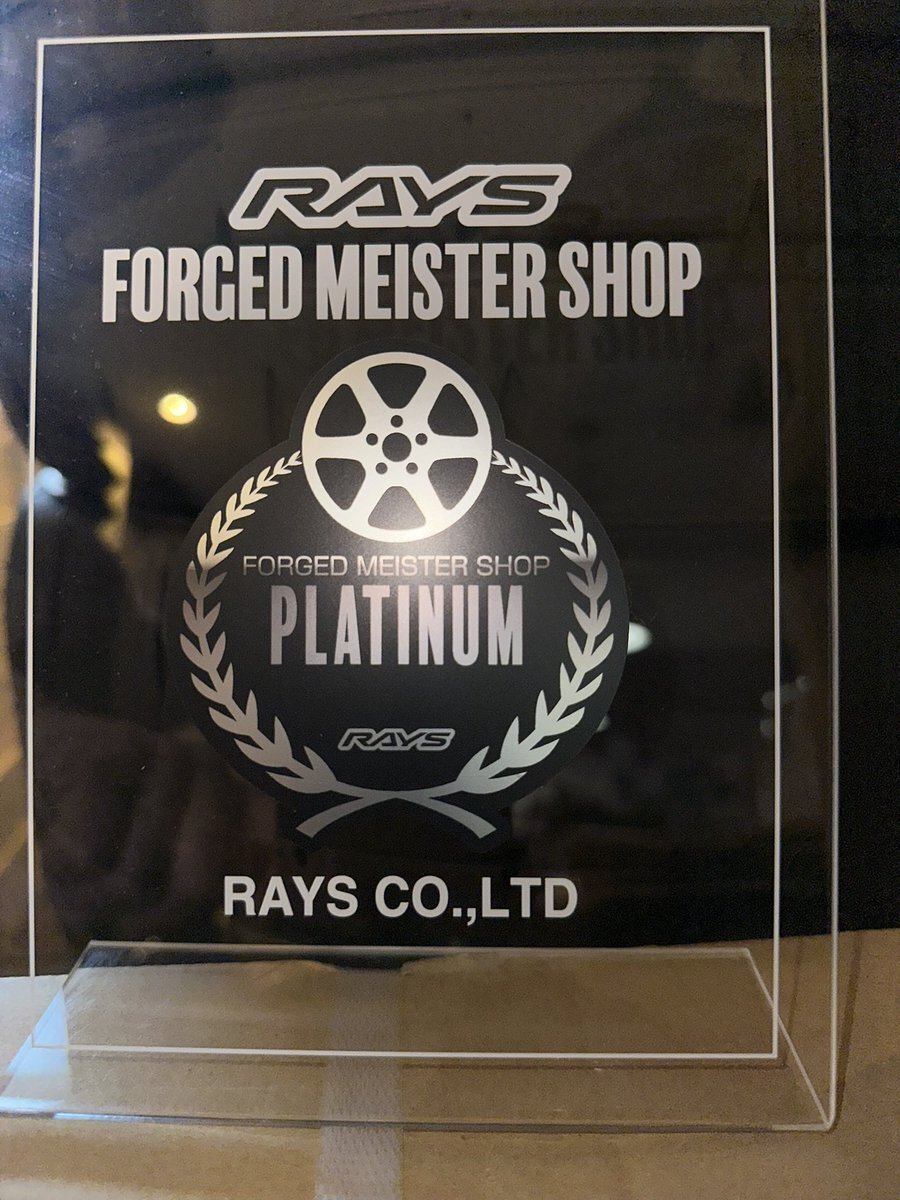 RAYS
FORGED MEISTER SHOP
FORGED MEISTER SHOP
PLATINUM
RAYS
RAYS CO.,LTD